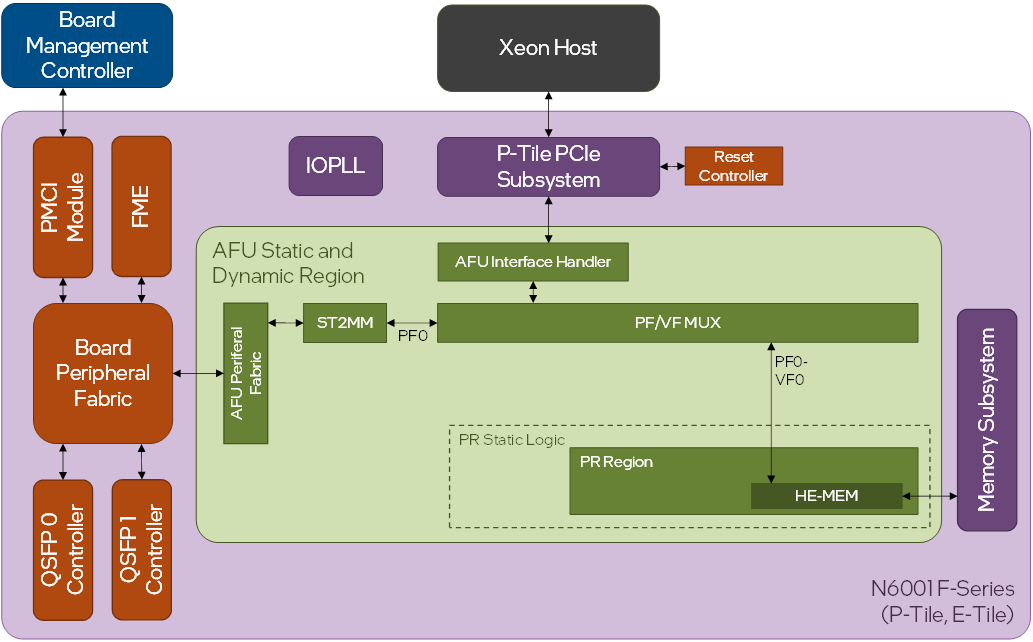 Board
Management
Controller
Xeon Host
PMCI
Module
FME
IOPLL
P-Tile PCIe
Subsystem
Reset
Controller
AFU Static and
Dynamic Region
AFU Interface Handler
AFU Periferal
Fabric
ST2MM
PF0
PF/VF MUX
Board
Peripheral
Fabric
PF0-
VF0
Memory Subsystem
PR Static Logic
PR Region
HE-MEM
QSFP 0
Controller
QSFP 1
Controller
N6001 F-Series
(P-Tile, E-Tile)